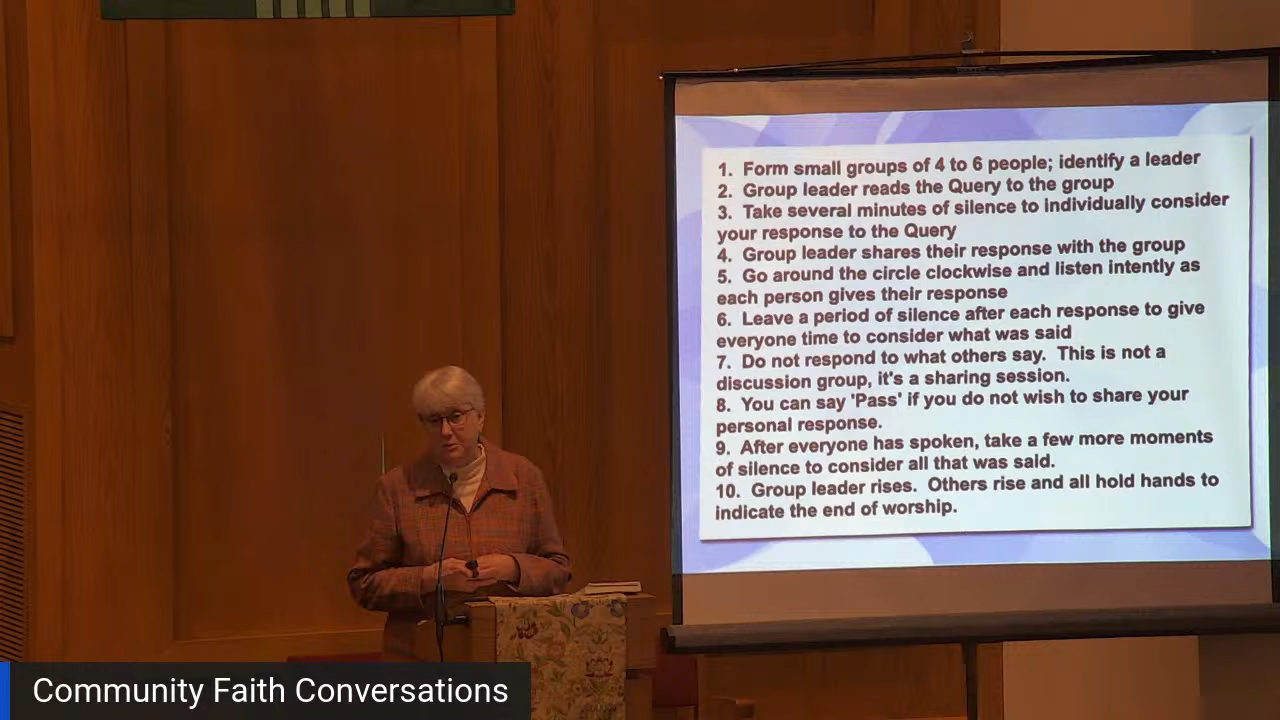 1. Form small groups of 4 to 6 people; identify a leader
2. Group leader reads the Query to the group
3. Take several minutes of silence to individually consider
your response to the Query
4. Group leader shares their response with the group
5. Go around the circle clockwise and listen intently as
each person gives their response
6. Leave a period of silence after each response to give
everyone time to consider what was said
7. Do not respond to what others say. This is not a
discussion group, it's a sharing session.
8. You can say 'Pass' if you do not wish to share your
personal response.
9. After everyone has spoken, take a few more moments
of silence to consider all that was said.
10. Group leader rises. Others rise and all hold hands to
indicate the end of worship.
Community Faith Conversations